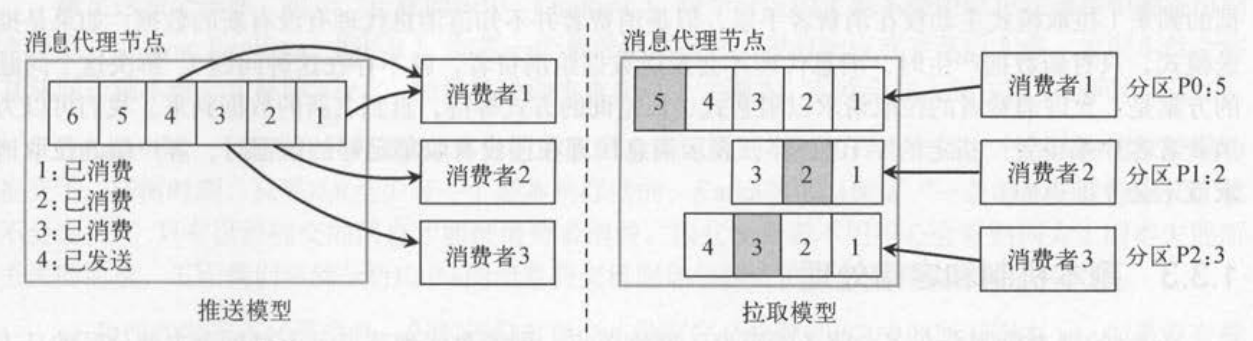 消息代理节点
6 5 4 3 2 1
1:已消费
2:已消费
3:已消费
4:已发送
消费者1
消费者2
消费者3
推送模型
消息代理节点
5 4 3 2 1
消费者1 分区P0:5
3 2 1
消费者2 分区P1:2
4 3 2 1
消费者3 分区P2:3
拉取模型